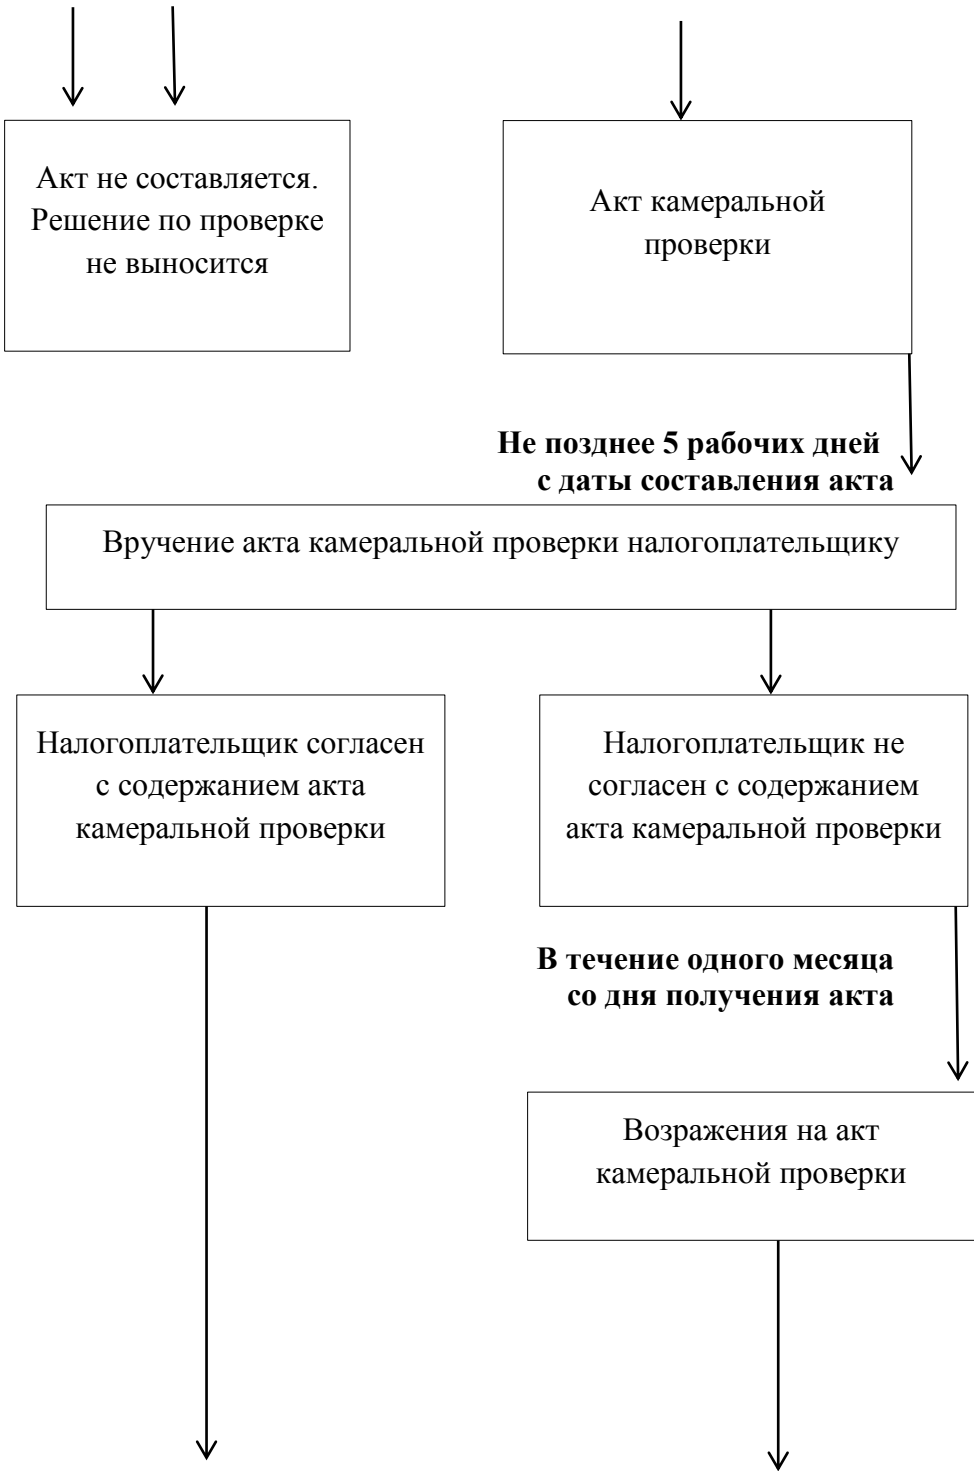 Акт не составляется.
Решение по проверке
не выносится
Акт камеральной
проверки
Не позднее 5 рабочих дней
с даты составления акта
Вручение акта камеральной проверки налогоплательщику
Налогоплательщик согласен
с содержанием акта
камеральной проверки
Налогоплательщик не
согласен с содержанием
акта камеральной проверки
В течение одного месяца
со дня получения акта
Возражения на акт
камеральной проверки